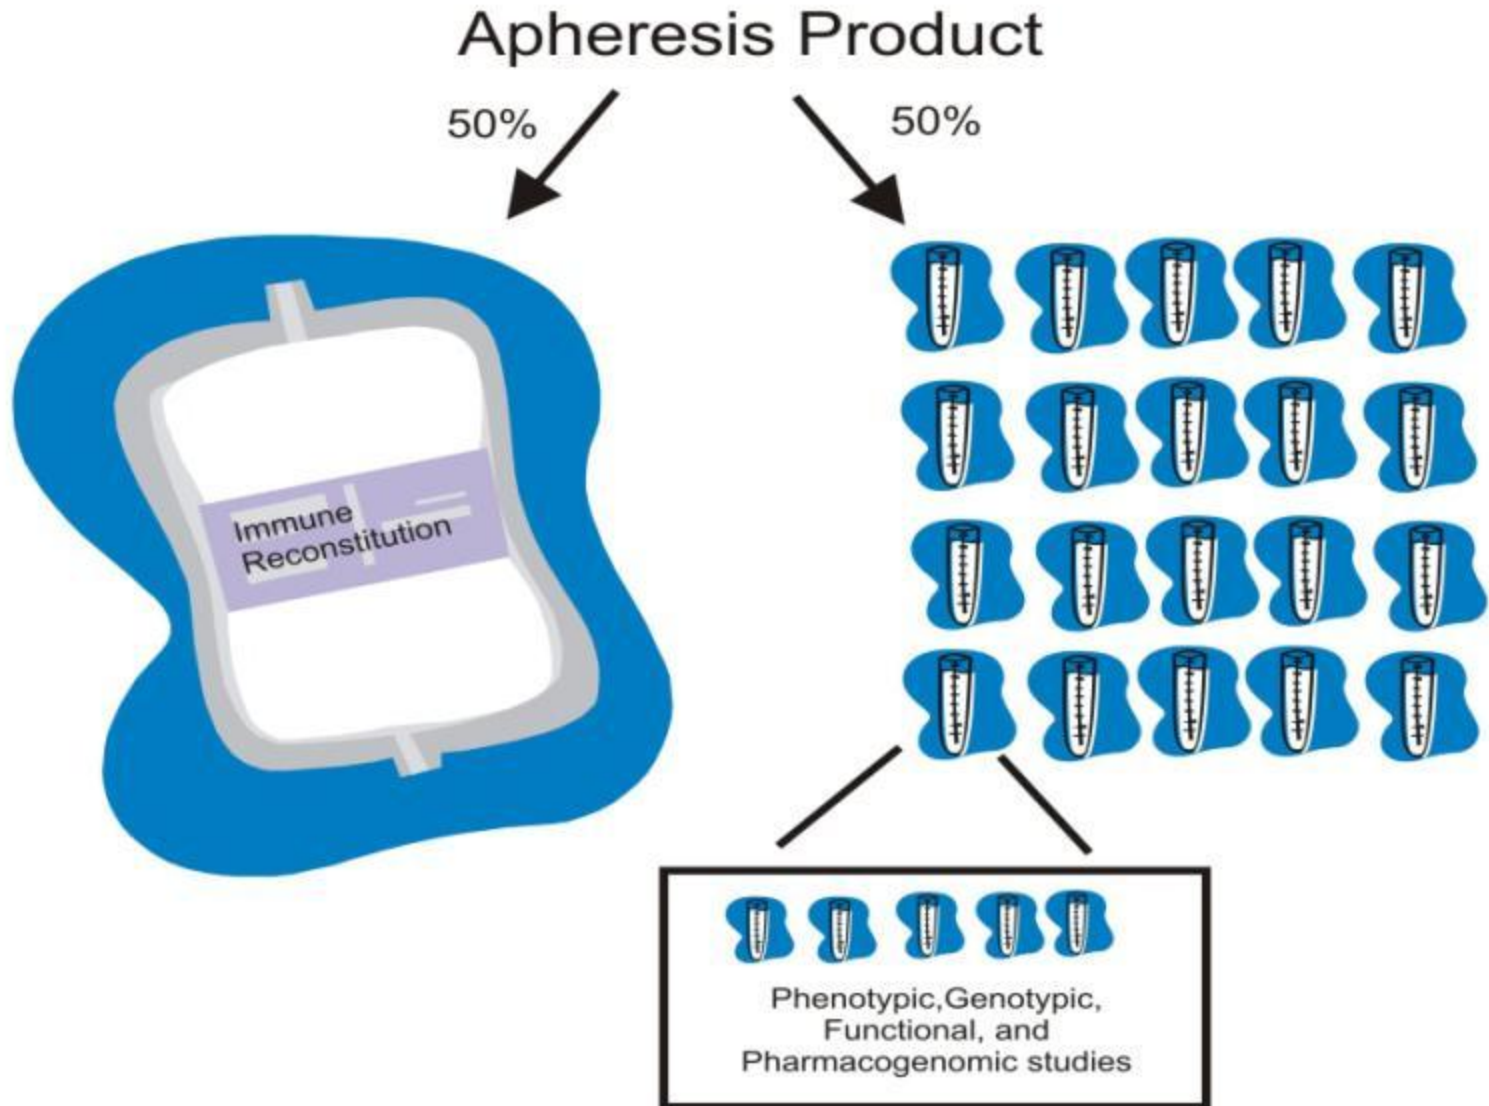 Apheresis Product
50%
50%
Immune
Reconstitution
Phenotypic,Genotypic,
Functional, and
Pharmacogenomic studies